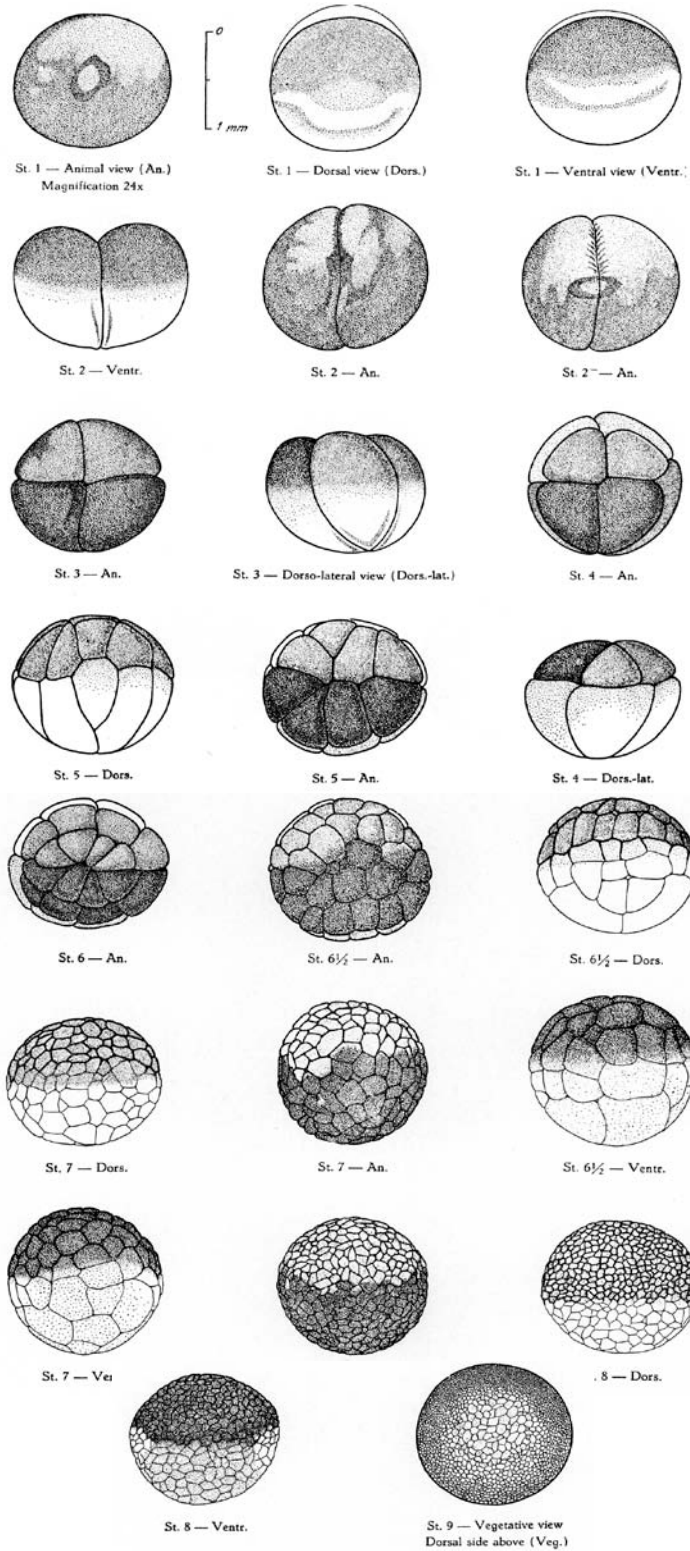 0
1 mm
St. 1 — Animal view (An.)
Magnification 24x
St. 1 — Dorsal view (Dors.)
St. 1 — Ventral view (Ventr.)
St. 2 — Ventr.
St. 2 — An.
St. 2⁻ — An.
St. 3 — An.
St. 3 — Dorso-lateral view (Dors.-lat.)
St. 4 — An.
St. 5 — Dors.
St. 5 — An.
St. 4 — Dors.-lat.
St. 6 — An.
St. 6½ — An.
St. 6½ — Dors.
St. 7 — Dors.
St. 7 — An.
St. 6½ — Ventr.
St. 7 — Ve
. 8 — Dors.
St. 8 — Ventr.
St. 9 — Vegetative view
Dorsal side above (Veg.)